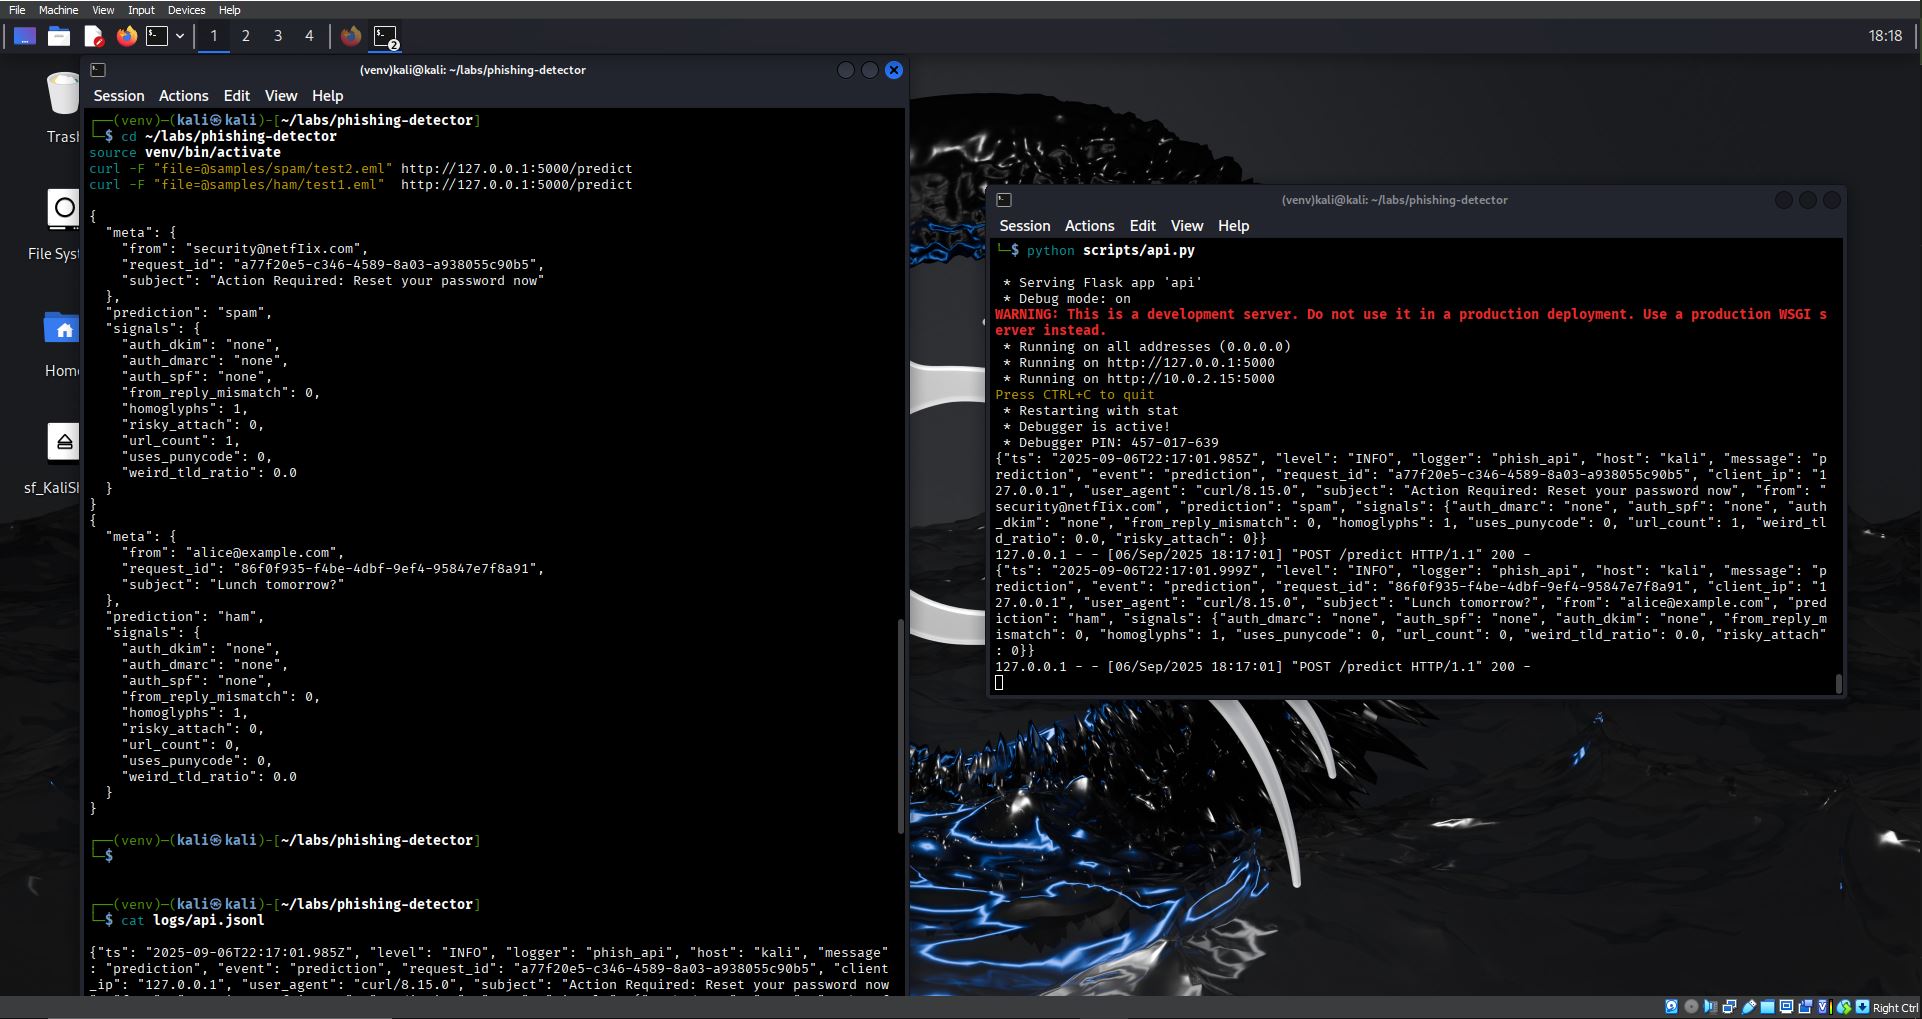 File Machine View Input Devices Help
1 2 3 4 2 18:18
Trash
File Syst
Home
sf_KaliSh
(venv)kali@kali: ~/labs/phishing-detector
Session Actions Edit View Help
┌──(venv)─(kali㉿kali)-[~/labs/phishing-detector]
└─$ cd ~/labs/phishing-detector
source venv/bin/activate
curl -F "file=@samples/spam/test2.eml" http://127.0.0.1:5000/predict
curl -F "file=@samples/ham/test1.eml"  http://127.0.0.1:5000/predict
{
  "meta": {
    "from": "security@netfIix.com",
    "request_id": "a77f20e5-c346-4589-8a03-a938055c90b5",
    "subject": "Action Required: Reset your password now"
  },
  "prediction": "spam",
  "signals": {
    "auth_dkim": "none",
    "auth_dmarc": "none",
    "auth_spf": "none",
    "from_reply_mismatch": 0,
    "homoglyphs": 1,
    "risky_attach": 0,
    "url_count": 1,
    "uses_punycode": 0,
    "weird_tld_ratio": 0.0
  }
}
{
  "meta": {
    "from": "alice@example.com",
    "request_id": "86f0f935-f4be-4dbf-9ef4-95847e7f8a91",
    "subject": "Lunch tomorrow?"
  },
  "prediction": "ham",
  "signals": {
    "auth_dkim": "none",
    "auth_dmarc": "none",
    "auth_spf": "none",
    "from_reply_mismatch": 0,
    "homoglyphs": 1,
    "risky_attach": 0,
    "url_count": 0,
    "uses_punycode": 0,
    "weird_tld_ratio": 0.0
  }
}
┌──(venv)─(kali㉿kali)-[~/labs/phishing-detector]
└─$
┌──(venv)─(kali㉿kali)-[~/labs/phishing-detector]
└─$ cat logs/api.jsonl
{"ts": "2025-09-06T22:17:01.985Z", "level": "INFO", "logger": "phish_api", "host": "kali", "message"
: "prediction", "event": "prediction", "request_id": "a77f20e5-c346-4589-8a03-a938055c90b5", "client
_ip": "127.0.0.1", "user_agent": "curl/8.15.0", "subject": "Action Required: Reset your password now
(venv)kali@kali: ~/labs/phishing-detector
Session Actions Edit View Help
└─$ python scripts/api.py
 * Serving Flask app 'api'
 * Debug mode: on
WARNING: This is a development server. Do not use it in a production deployment. Use a production WSGI s
erver instead.
 * Running on all addresses (0.0.0.0)
 * Running on http://127.0.0.1:5000
 * Running on http://10.0.2.15:5000
Press CTRL+C to quit
 * Restarting with stat
 * Debugger is active!
 * Debugger PIN: 457-017-639
{"ts": "2025-09-06T22:17:01.985Z", "level": "INFO", "logger": "phish_api", "host": "kali", "message": "p
rediction", "event": "prediction", "request_id": "a77f20e5-c346-4589-8a03-a938055c90b5", "client_ip": "1
27.0.0.1", "user_agent": "curl/8.15.0", "subject": "Action Required: Reset your password now", "from": "
security@netfIix.com", "prediction": "spam", "signals": {"auth_dmarc": "none", "auth_spf": "none", "auth
_dkim": "none", "from_reply_mismatch": 0, "homoglyphs": 1, "uses_punycode": 0, "url_count": 1, "weird_tl
d_ratio": 0.0, "risky_attach": 0}}
127.0.0.1 - - [06/Sep/2025 18:17:01] "POST /predict HTTP/1.1" 200 -
{"ts": "2025-09-06T22:17:01.999Z", "level": "INFO", "logger": "phish_api", "host": "kali", "message": "p
rediction", "event": "prediction", "request_id": "86f0f935-f4be-4dbf-9ef4-95847e7f8a91", "client_ip": "1
27.0.0.1", "user_agent": "curl/8.15.0", "subject": "Lunch tomorrow?", "from": "alice@example.com", "pred
iction": "ham", "signals": {"auth_dmarc": "none", "auth_spf": "none", "auth_dkim": "none", "from_reply_m
ismatch": 0, "homoglyphs": 1, "uses_punycode": 0, "url_count": 0, "weird_tld_ratio": 0.0, "risky_attach"
: 0}}
127.0.0.1 - - [06/Sep/2025 18:17:01] "POST /predict HTTP/1.1" 200 -
Right Ctrl